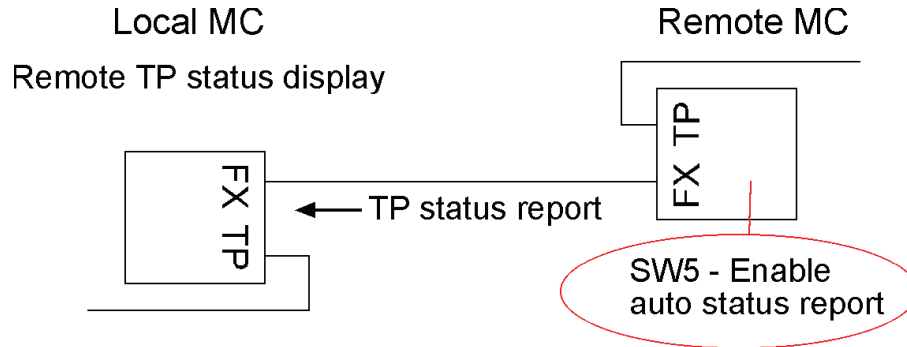 Local MC
Remote MC
Remote TP status display
FX TP
FX TP
TP status report
SW5 - Enable
auto status report